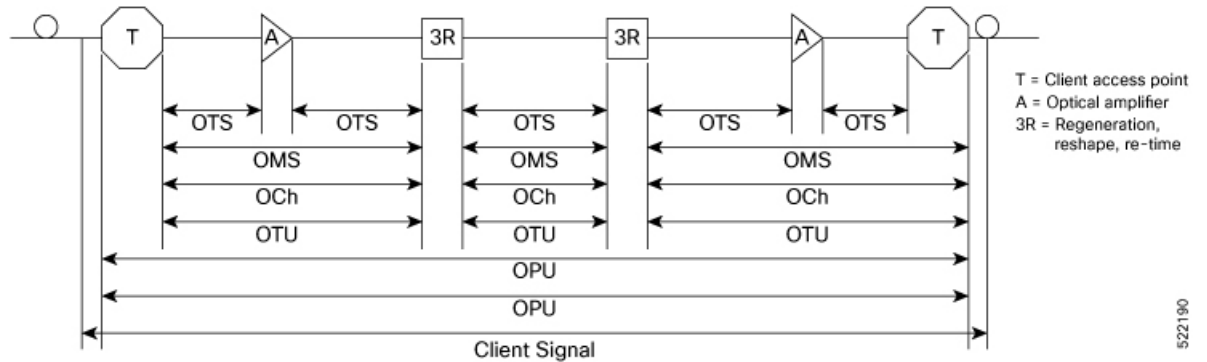 T A 3R 3R A T
T = Client access point
A = Optical amplifier
3R = Regeneration,
reshape, re-time
OTS OTS OTS OTS OTS
OMS OMS OMS
OCh OCh OCh
OTU OTU OTU
OPU
OPU
Client Signal
522190